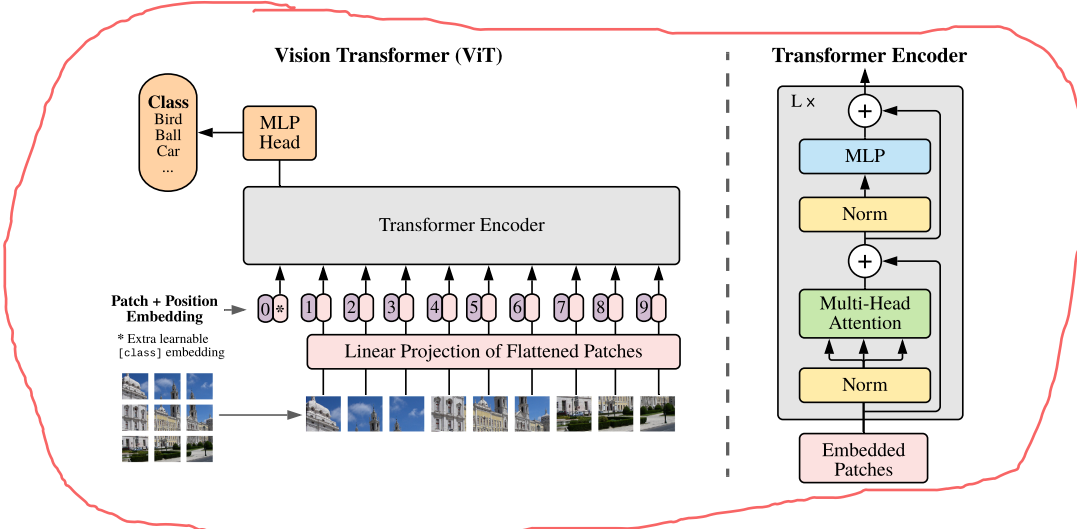 Vision Transformer (ViT)
Class
Bird
Ball
Car
...
MLP
Head
Transformer Encoder
Patch + Position
Embedding
0 * 1 2 3 4 5 6 7 8 9
* Extra learnable
[class] embedding
Linear Projection of Flattened Patches
Transformer Encoder
L ×
+
MLP
Norm
+
Multi-Head
Attention
Norm
Embedded
Patches